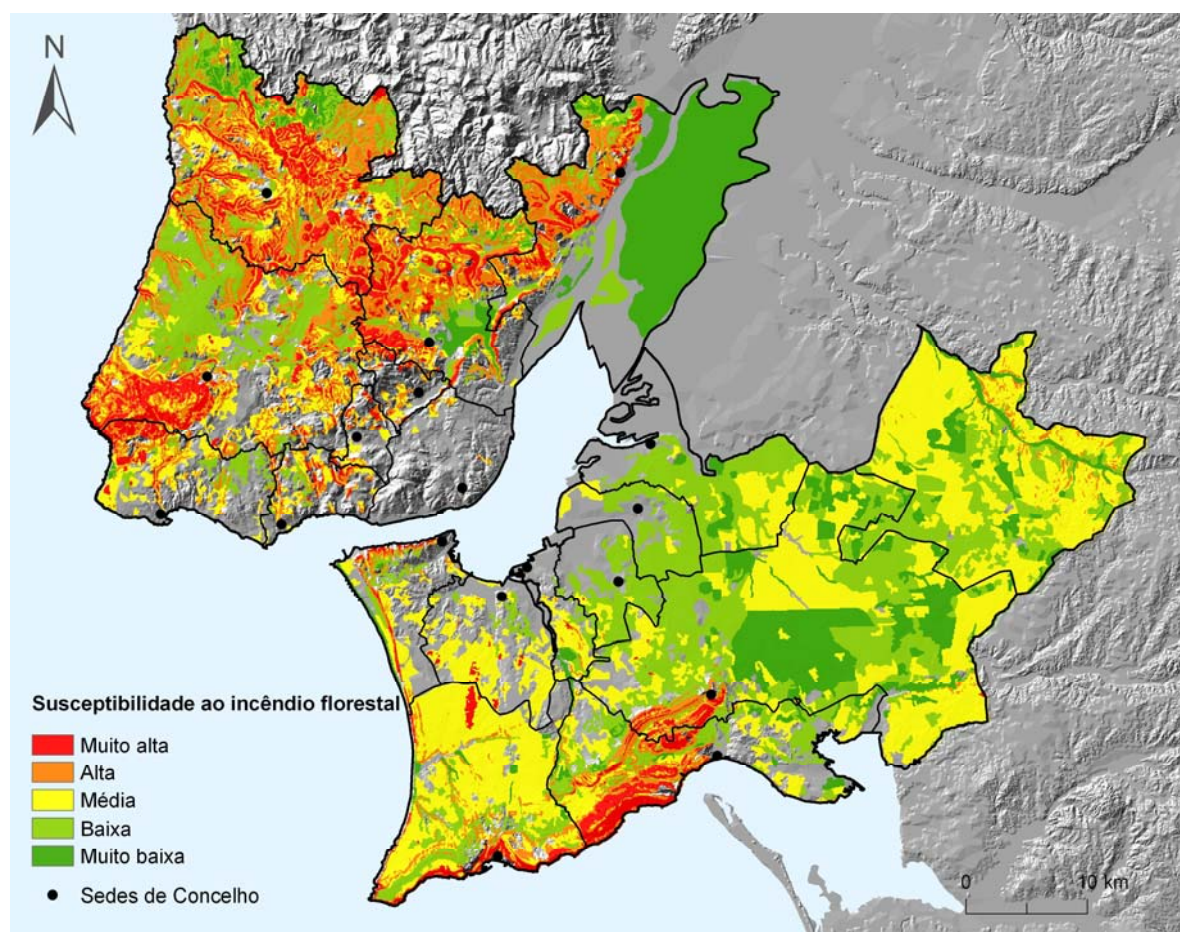 N
Susceptibilidade ao incêndio florestal
Muito alta
Alta
Média
Baixa
Muito baixa
Sedes de Concelho
0 10 km